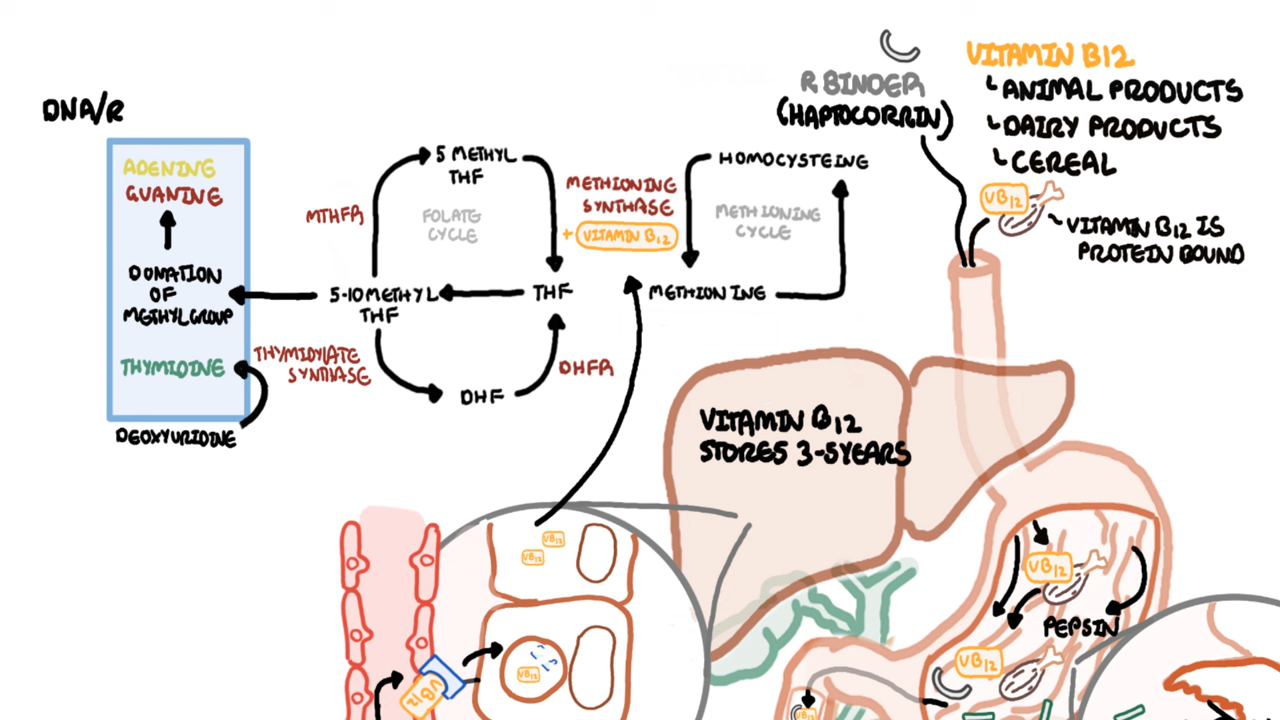 VITAMIN B12
ANIMAL PRODUCTS
DAIRY PRODUCTS
CEREAL
VB12
~VITAMIN B12 IS
PROTEIN BOUND
R BINDER
(HAPTOCORRIN)
DNA/R
ADENINE
GUANINE
DONATION
OF
METHYL GROUP
THYMIDINE
DEOXYURIDINE
THYMIDYLATE
SYNTHASE
MTHFR
5 METHYL
THF
FOLATE
CYCLE
5-10 METHYL
THF
THF
DHF
DHFR
METHIONINE
SYNTHASE
+ VITAMIN B12
HOMOCYSTEINE
METHIONINE
CYCLE
METHIONINE
VITAMIN B12
STORES 3-5YEARS
VB12
VB12
VB12
VB12
VB12
PEPSIN
VB12
VB12